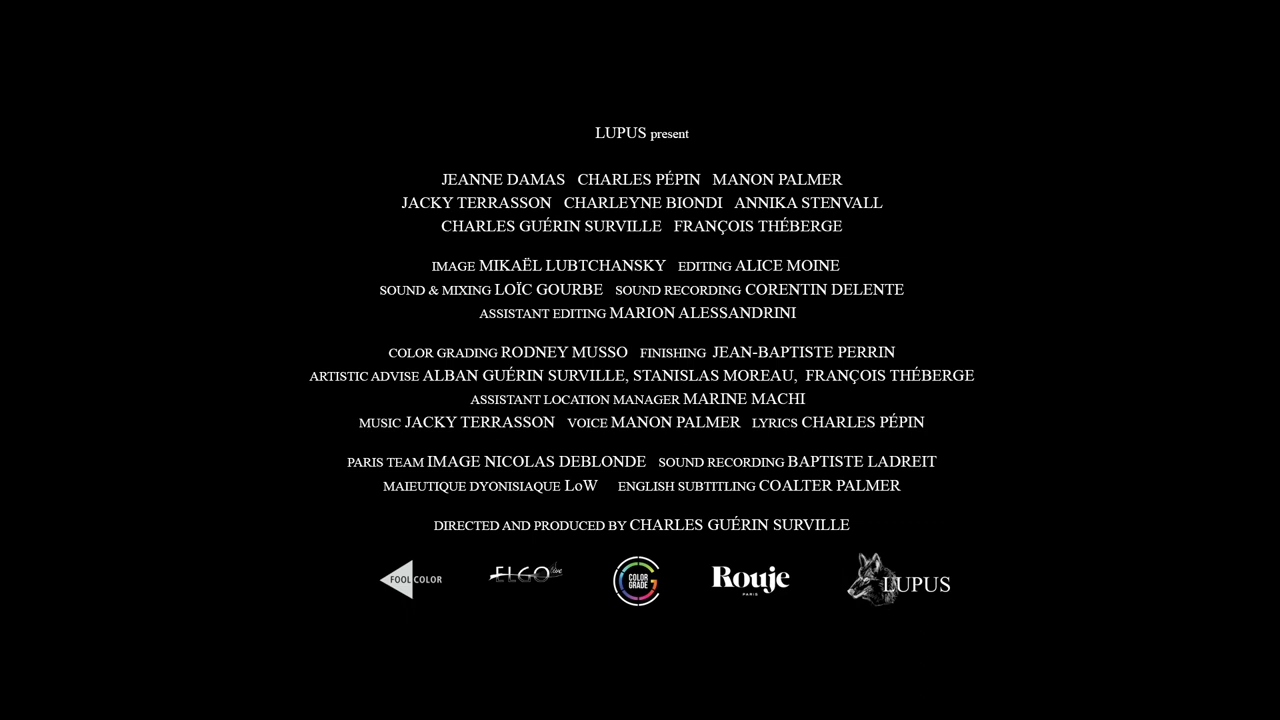 LUPUS present
JEANNE DAMAS CHARLES PÉPIN MANON PALMER
JACKY TERRASSON CHARLEYNE BIONDI ANNIKA STENVALL
CHARLES GUÉRIN SURVILLE FRANÇOIS THÉBERGE
IMAGE MIKAËL LUBTCHANSKY EDITING ALICE MOINE
SOUND & MIXING LOÏC GOURBE SOUND RECORDING CORENTIN DELENTE
ASSISTANT EDITING MARION ALESSANDRINI
COLOR GRADING RODNEY MUSSO FINISHING JEAN-BAPTISTE PERRIN
ARTISTIC ADVISE ALBAN GUÉRIN SURVILLE, STANISLAS MOREAU, FRANÇOIS THÉBERGE
ASSISTANT LOCATION MANAGER MARINE MACHI
MUSIC JACKY TERRASSON VOICE MANON PALMER LYRICS CHARLES PÉPIN
PARIS TEAM IMAGE NICOLAS DEBLONDE SOUND RECORDING BAPTISTE LADREIT
MAIEUTIQUE DYONISIAQUE LoW ENGLISH SUBTITLING COALTER PALMER
DIRECTED AND PRODUCED BY CHARLES GUÉRIN SURVILLE
FOOL COLOR
ELGO
COLOR
GRADE
Rouje
PARIS
LUPUS